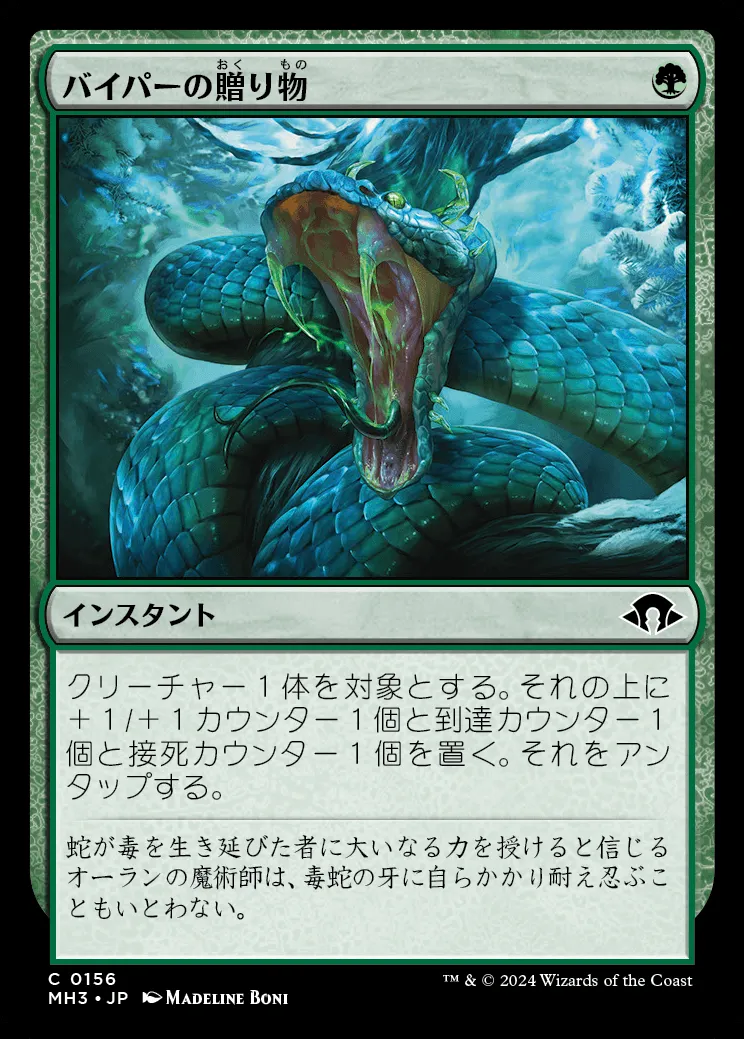 バイパーの贈り物
インスタント
クリーチャー1体を対象とする。それの上に
+1/+1カウンター1個と到達カウンター1
個と接死カウンター1個を置く。それをアン
タップする。
蛇が毒を生き延びた者に大いなる力を授けると信じる
オーランの魔術師は、毒蛇の牙に自らかかり耐え忍ぶこ
ともいとわない。
C 0156
MH3 • JP MADELINE BONI
™ & © 2024 Wizards of the Coast